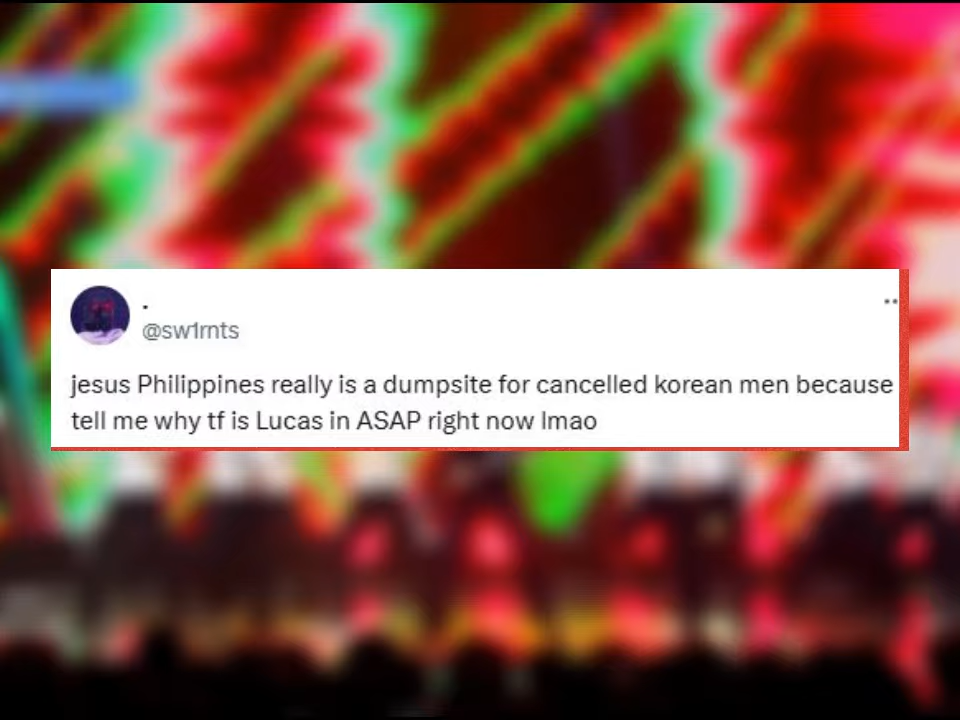 .
@sw1rnts
jesus Philippines really is a dumpsite for cancelled korean men because
tell me why tf is Lucas in ASAP right now lmao